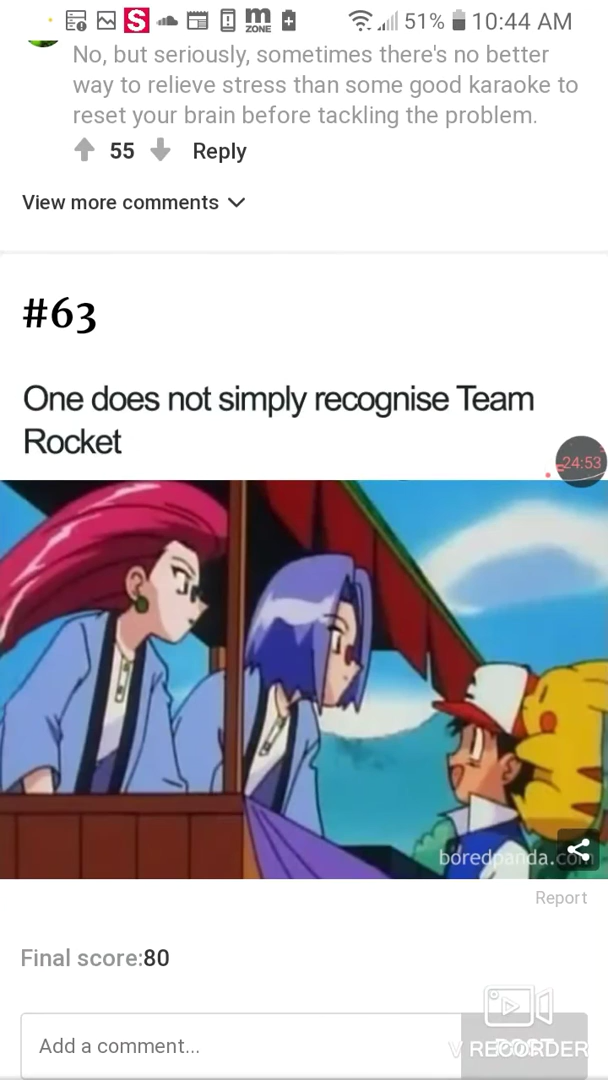 S
m
ZONE
51%
10:44 AM
No, but seriously, sometimes there's no better
way to relieve stress than some good karaoke to
reset your brain before tackling the problem.
55
Reply
View more comments
#63
One does not simply recognise Team
Rocket
24:53
boredpanda.com
Report
Final score:80
Add a comment...
POST
V RECORDER